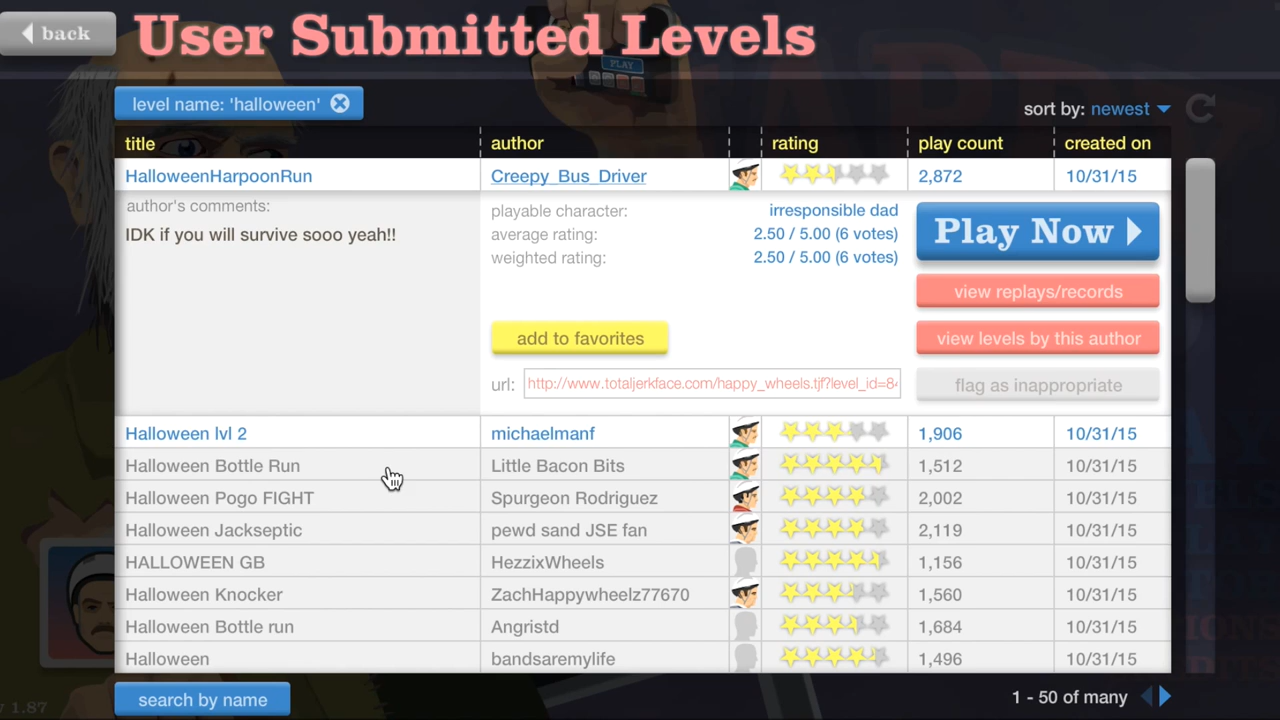 back
User Submitted Levels
PLAY
level name: 'halloween'
sort by: newest
title author rating play count created on
HalloweenHarpoonRun Creepy_Bus_Driver 2,872 10/31/15
author's comments:
IDK if you will survive sooo yeah!!
playable character: irresponsible dad
average rating: 2.50 / 5.00 (6 votes)
weighted rating: 2.50 / 5.00 (6 votes)
Play Now
view replays/records
add to favorites
view levels by this author
url: http://www.totaljerkface.com/happy_wheels.tjf?level_id=84
flag as inappropriate
Halloween lvl 2 michaelmanf 1,906 10/31/15
Halloween Bottle Run Little Bacon Bits 1,512 10/31/15
Halloween Pogo FIGHT Spurgeon Rodriguez 2,002 10/31/15
Halloween Jackseptic pewd sand JSE fan 2,119 10/31/15
HALLOWEEN GB HezzixWheels 1,156 10/31/15
Halloween Knocker ZachHappywheelz77670 1,560 10/31/15
Halloween Bottle run Angristd 1,684 10/31/15
Halloween bandsaremylife 1,496 10/31/15
search by name
1 - 50 of many
1.87